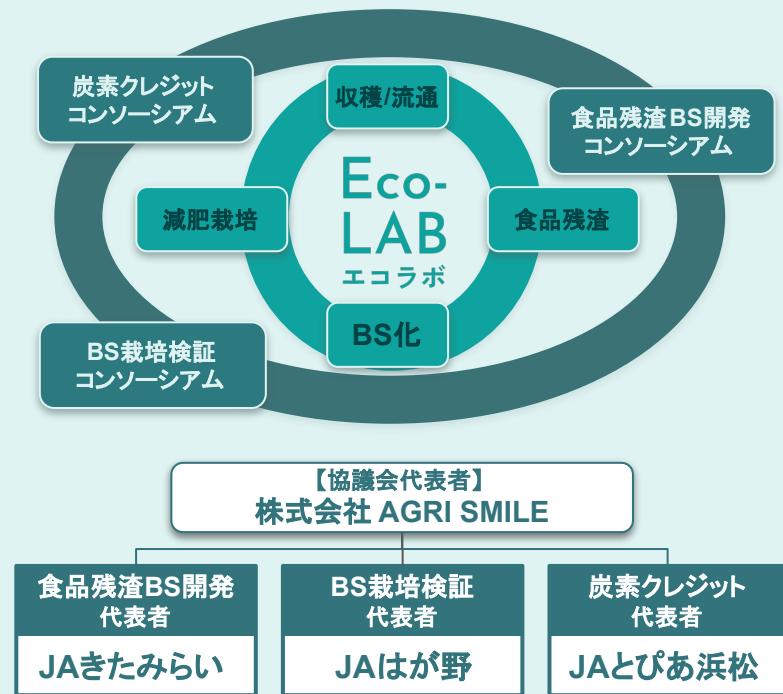 炭素クレジット
コンソーシアム
収穫/流通
食品残渣BS開発
コンソーシアム
減肥栽培
Eco-
LAB
エコラボ
食品残渣
BS化
BS栽培検証
コンソーシアム
【協議会代表者】
株式会社 AGRI SMILE
食品残渣BS開発
代表者
JAきたみらい
BS栽培検証
代表者
JAはが野
炭素クレジット
代表者
JAとぴあ浜松